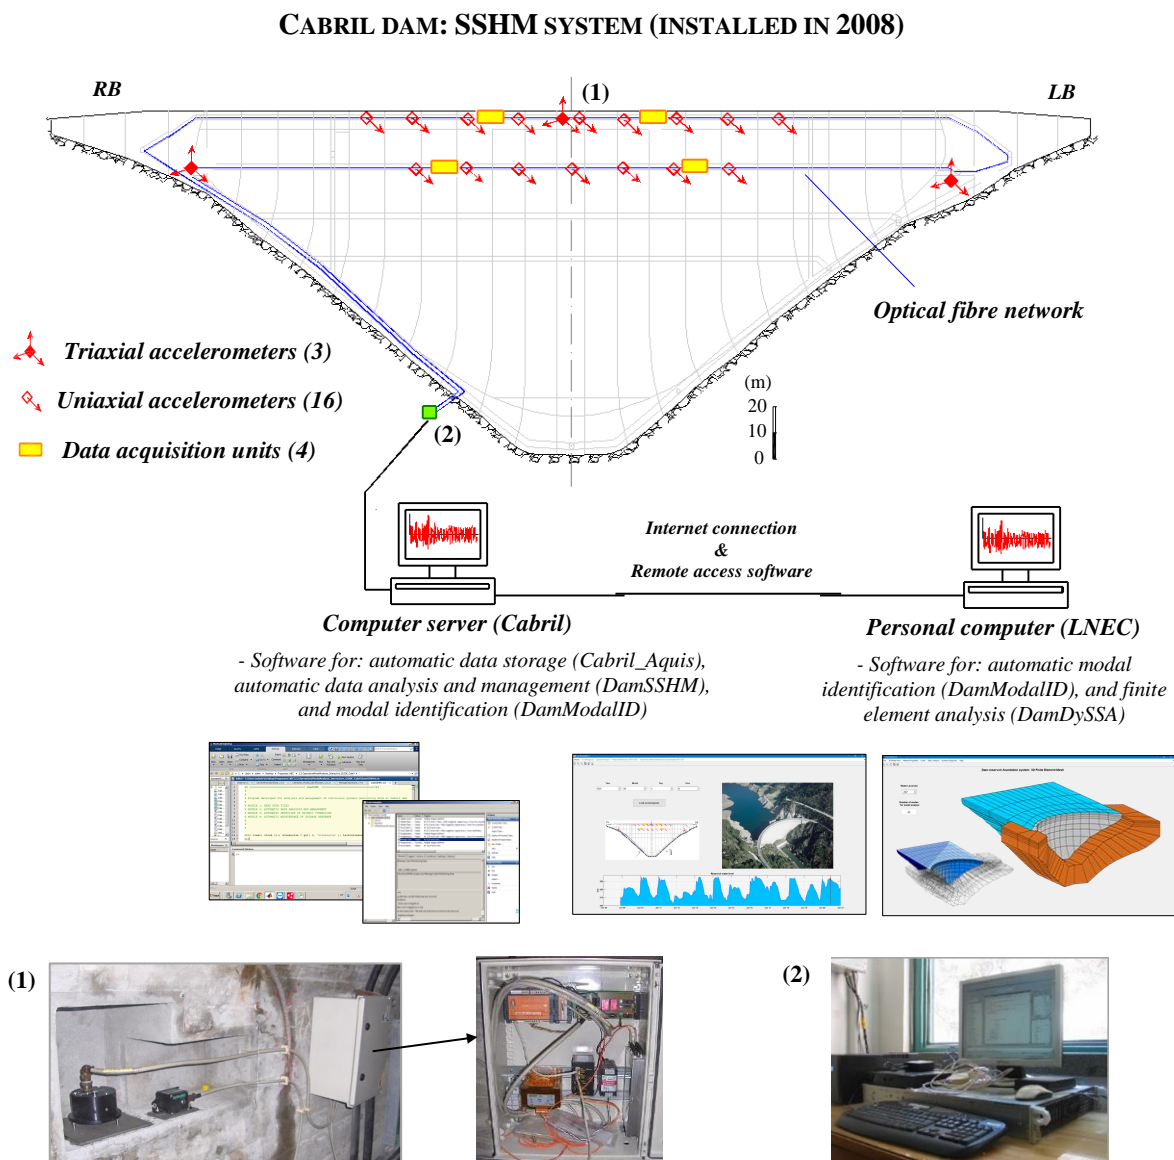 CABRIL DAM: SSHM SYSTEM (INSTALLED IN 2008)
RB
(1)
LB
Optical fibre network
Triaxial accelerometers (3)
Uniaxial accelerometers (16)
Data acquisition units (4)
(2)
(m)
20
10
0
Internet connection
&
Remote access software
Computer server (Cabril)
- Software for: automatic data storage (Cabril_Aquis),
automatic data analysis and management (DamSSHM),
and modal identification (DamModalID)
Personal computer (LNEC)
- Software for: automatic modal
identification (DamModalID), and finite
element analysis (DamDySSA)
(1)
(2)